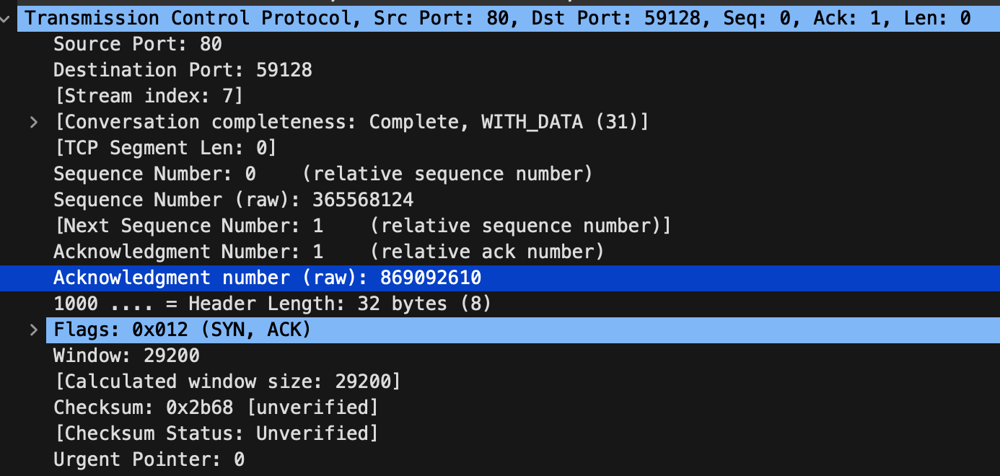 Transmission Control Protocol, Src Port: 80, Dst Port: 59128, Seq: 0, Ack: 1, Len: 0
Source Port: 80
Destination Port: 59128
[Stream index: 7]
[Conversation completeness: Complete, WITH_DATA (31)]
[TCP Segment Len: 0]
Sequence Number: 0    (relative sequence number)
Sequence Number (raw): 365568124
[Next Sequence Number: 1    (relative sequence number)]
Acknowledgment Number: 1    (relative ack number)
Acknowledgment number (raw): 869092610
1000 .... = Header Length: 32 bytes (8)
Flags: 0x012 (SYN, ACK)
Window: 29200
[Calculated window size: 29200]
Checksum: 0x2b68 [unverified]
[Checksum Status: Unverified]
Urgent Pointer: 0